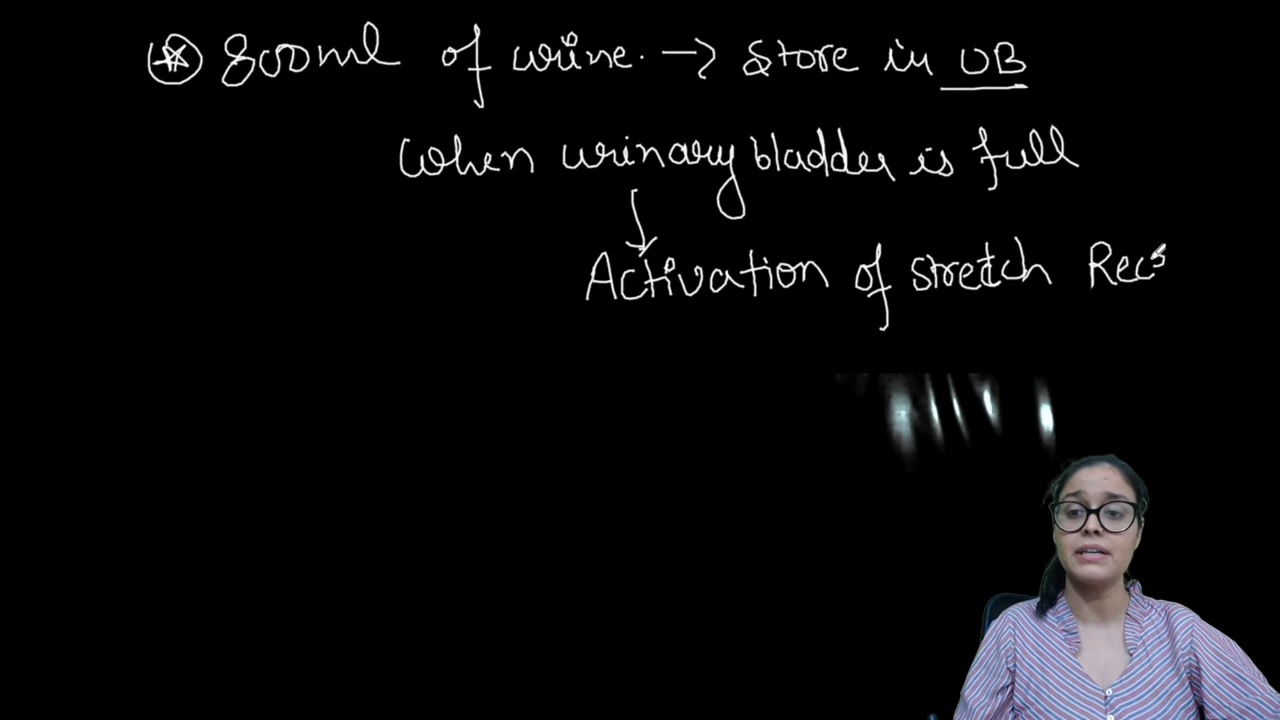 800ml of urine. → store in UB
When urinary bladder is full
↓
Activation of stretch Rec